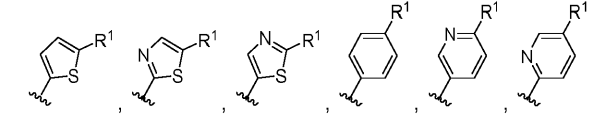 R¹ R¹ R¹ R¹ R¹ R¹
N N N N
S S S
, , , , ,